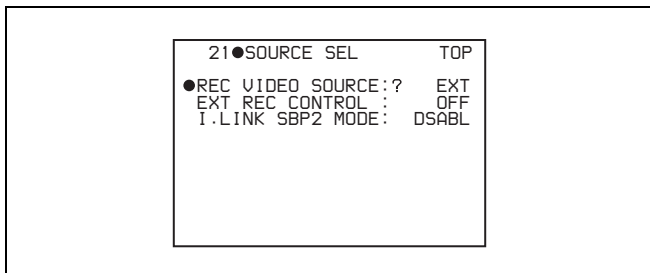 21●SOURCE SEL TOP
●REC VIDEO SOURCE:? EXT
EXT REC CONTROL : OFF
I.LINK SBP2 MODE: DSABL